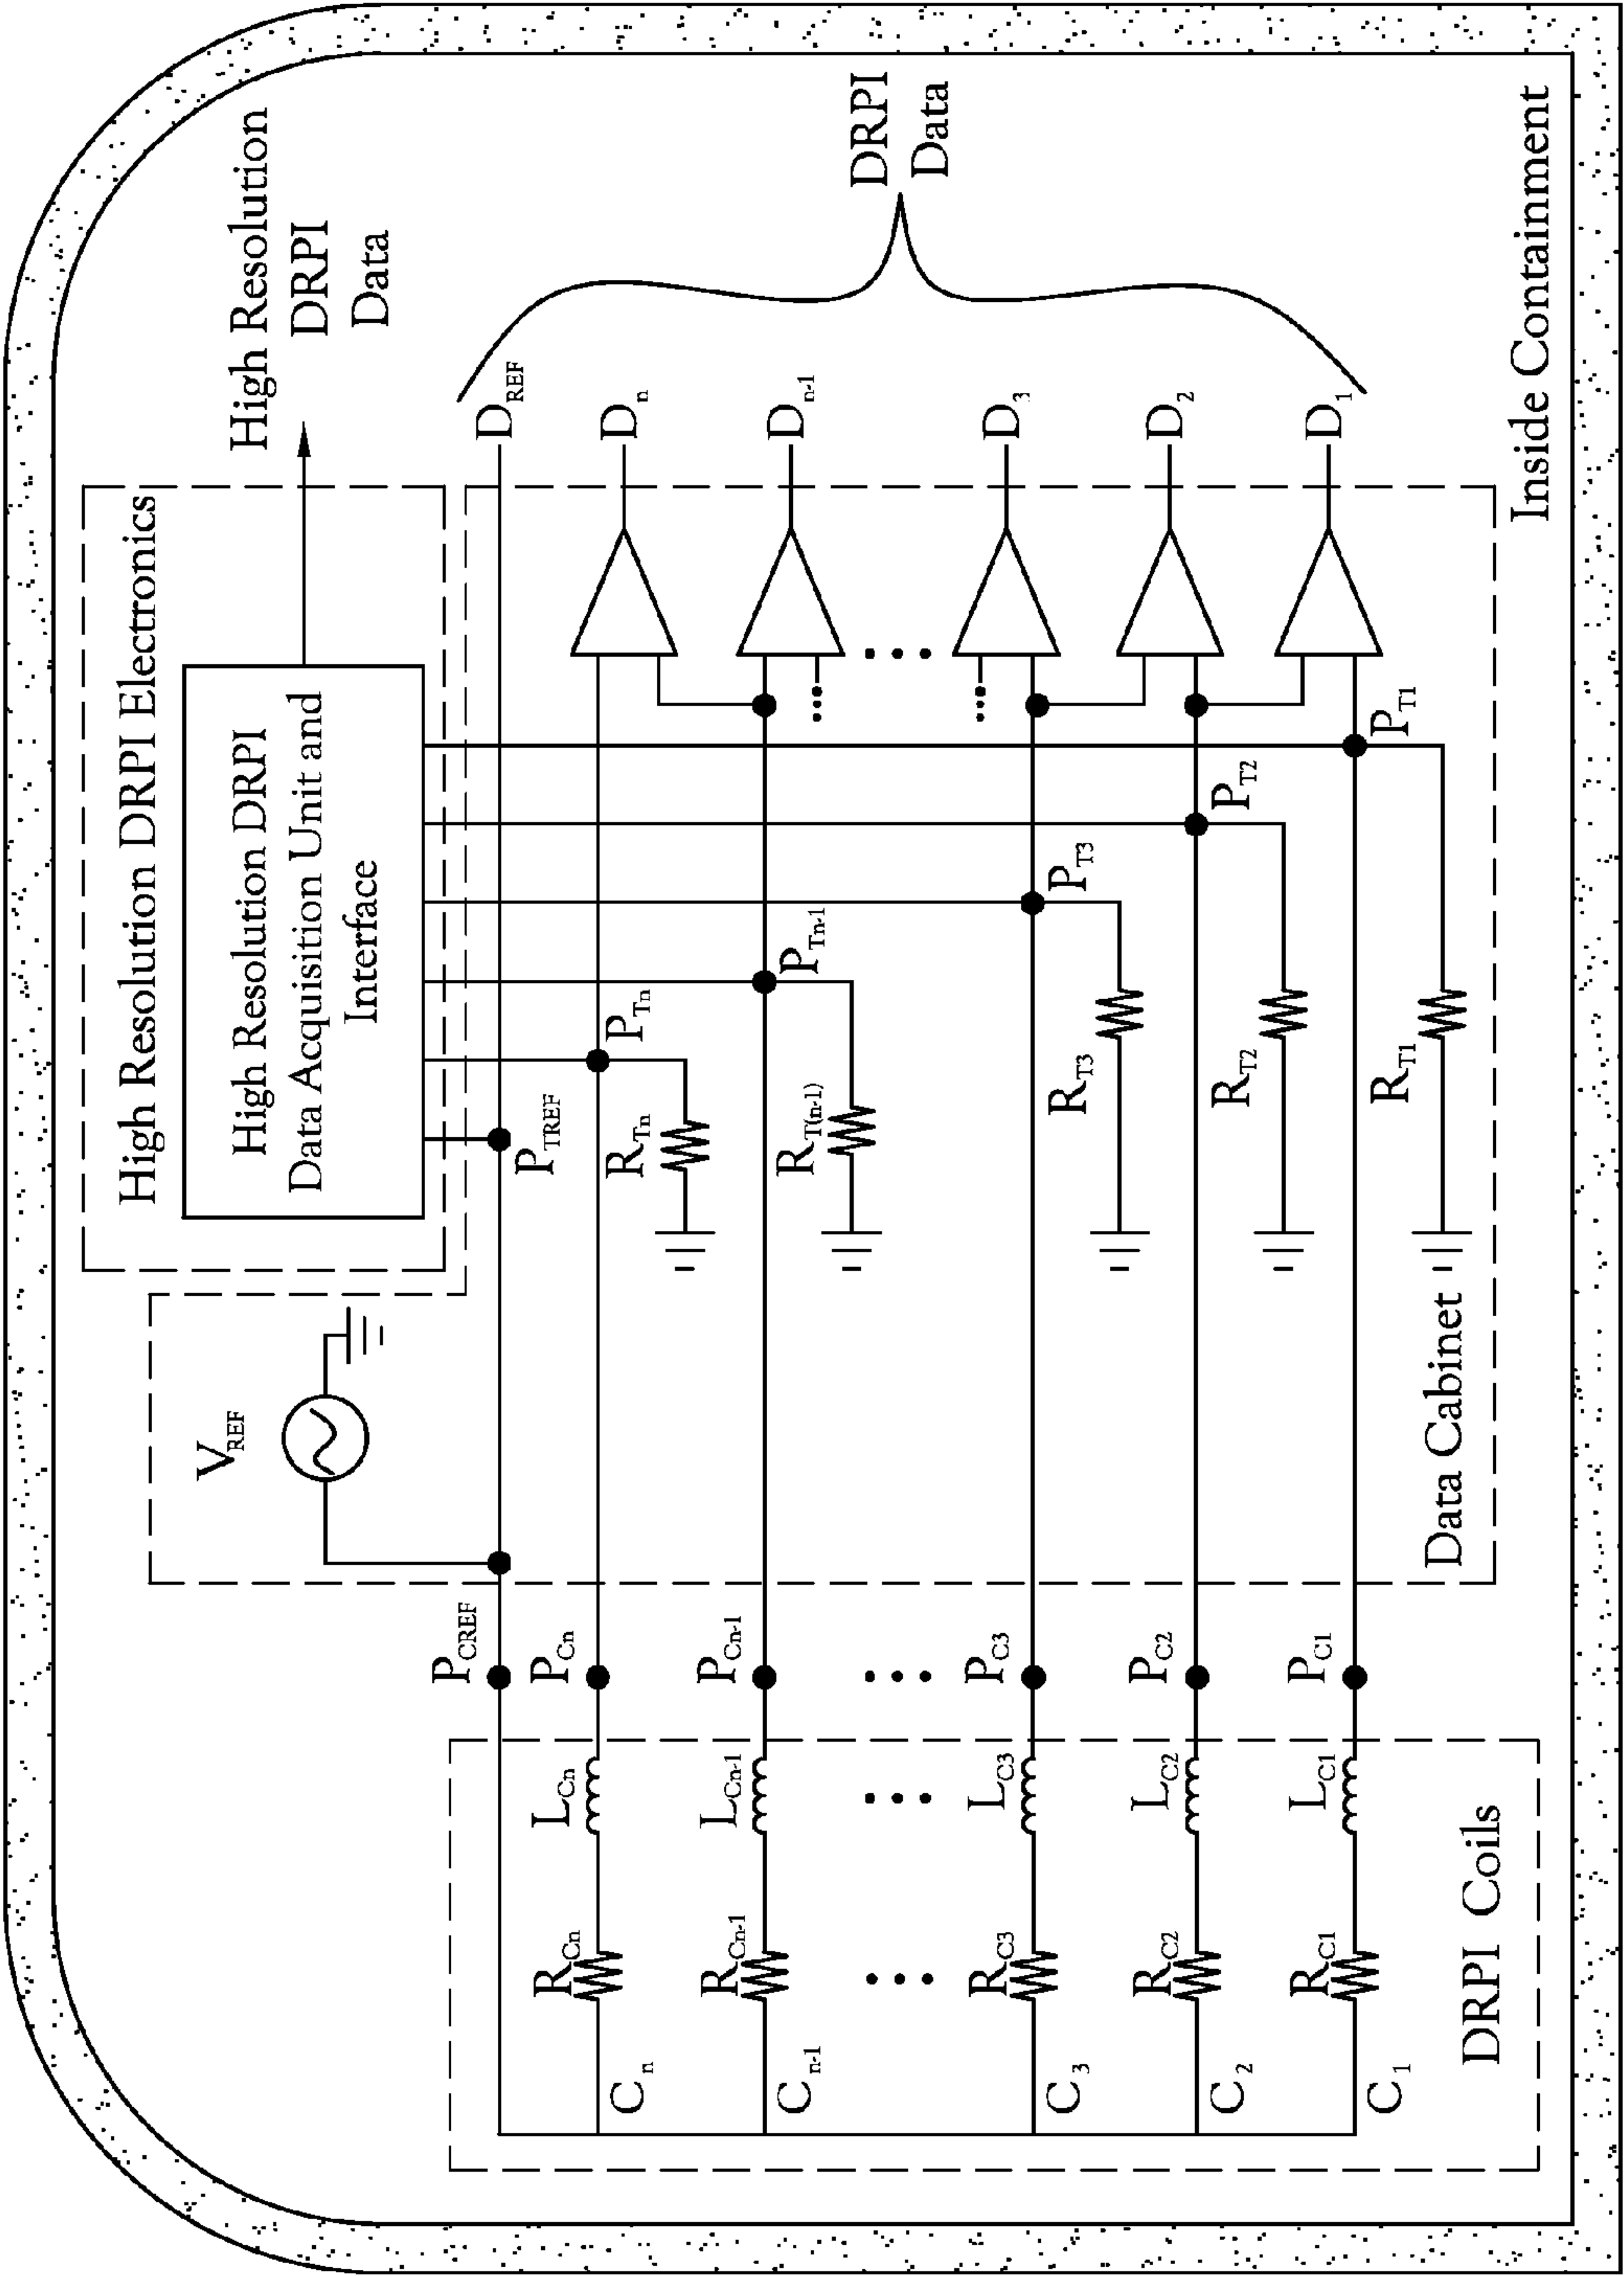 High Resolution
DRPI
Data
High Resolution DRPI Electronics
High Resolution DRPI
Data Acquisition Unit and
Interface
V_REF
P_CREF
P_TREF
D_REF
C_n
R_Cn
L_Cn
P_Cn
R_Tn
P_Tn
D_n
C_n-1
R_Cn-1
L_Cn-1
P_Cn-1
R_T(n-1)
P_Tn-1
D_n-1
DRPI
Data
C_3
R_C3
L_C3
P_C3
R_T3
P_T3
D_3
C_2
R_C2
L_C2
P_C2
R_T2
P_T2
D_2
C_1
R_C1
L_C1
P_C1
R_T1
P_T1
D_1
DRPI Coils
Data Cabinet
Inside Containment